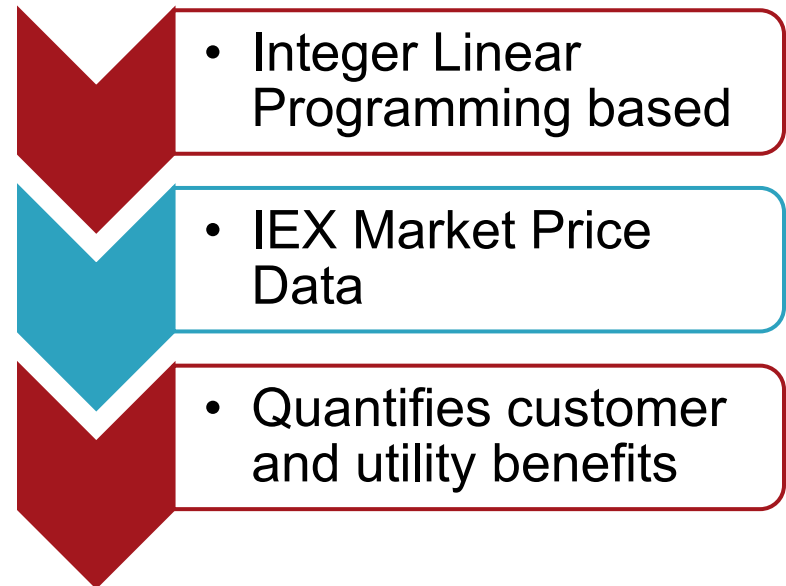 • Integer Linear
Programming based
• IEX Market Price
Data
• Quantifies customer
and utility benefits